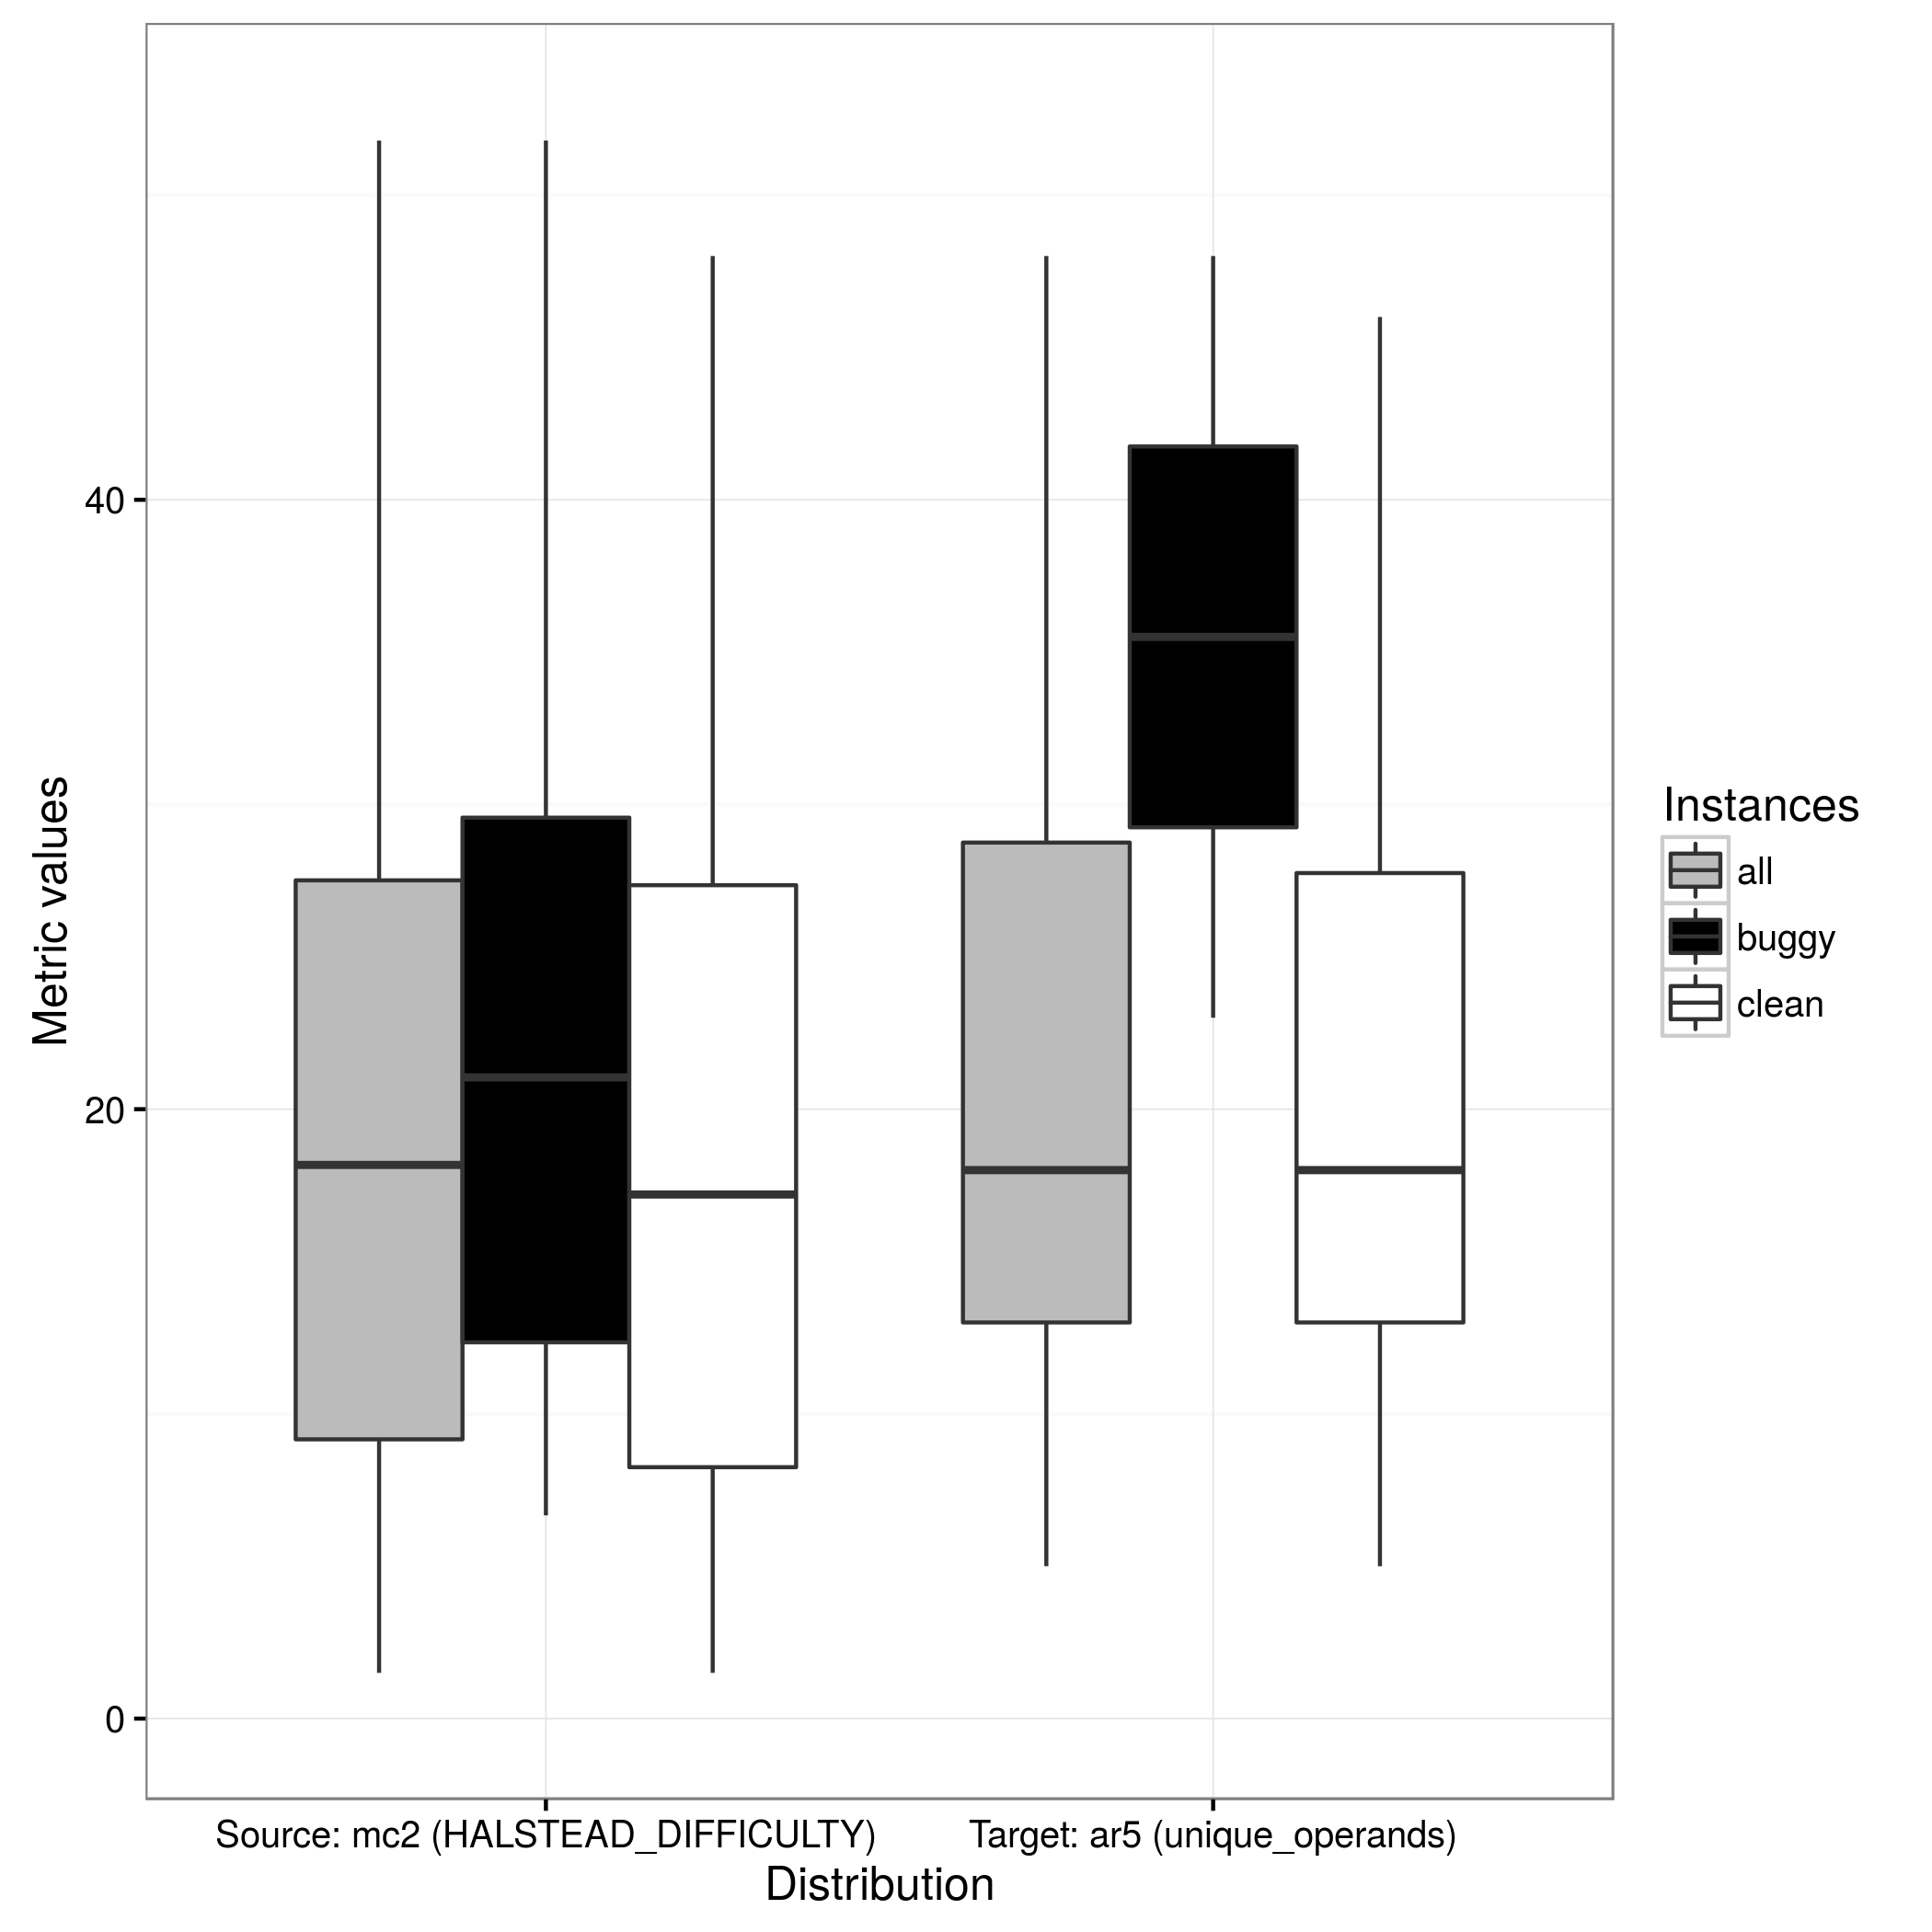 Metric values
40
20
0
Source: mc2 (HALSTEAD_DIFFICULTY)
Target: ar5 (unique_operands)
Distribution
Instances
all
buggy
clean